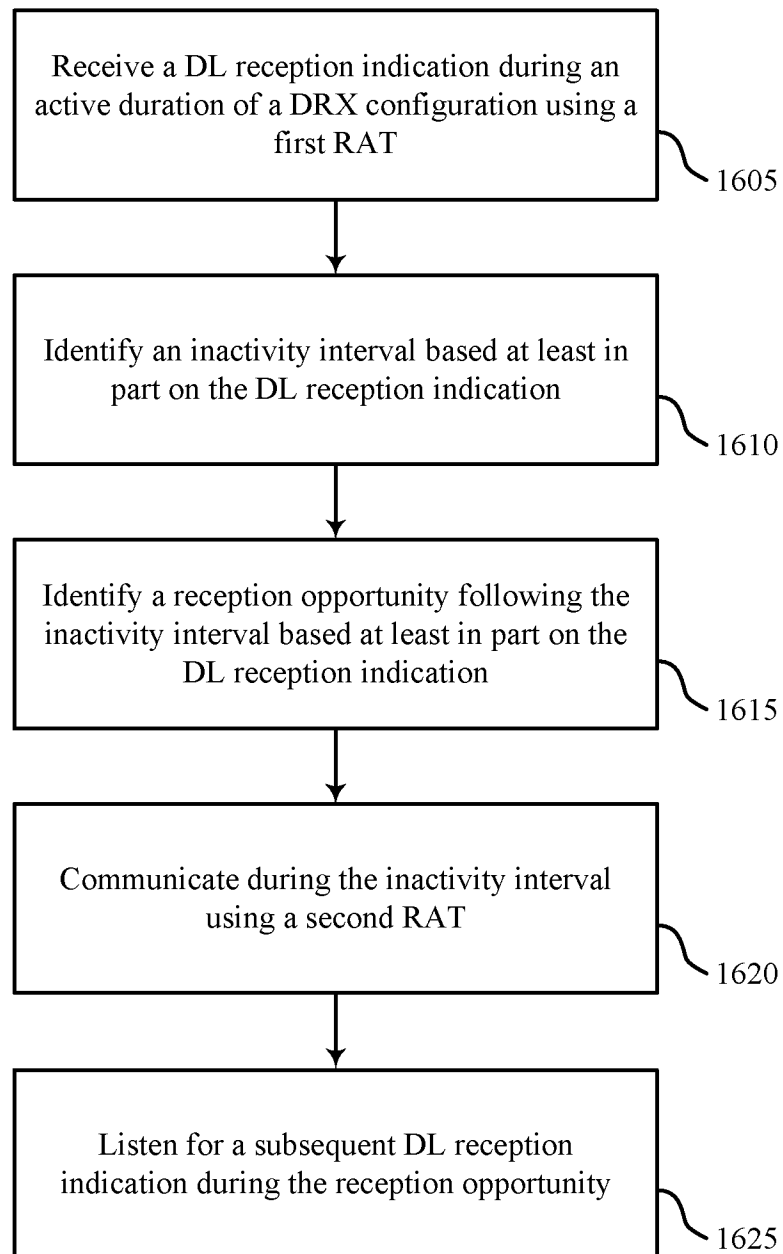 Receive a DL reception indication during an
active duration of a DRX configuration using a
first RAT
1605
Identify an inactivity interval based at least in
part on the DL reception indication
1610
Identify a reception opportunity following the
inactivity interval based at least in part on the
DL reception indication
1615
Communicate during the inactivity interval
using a second RAT
1620
Listen for a subsequent DL reception
indication during the reception opportunity
1625